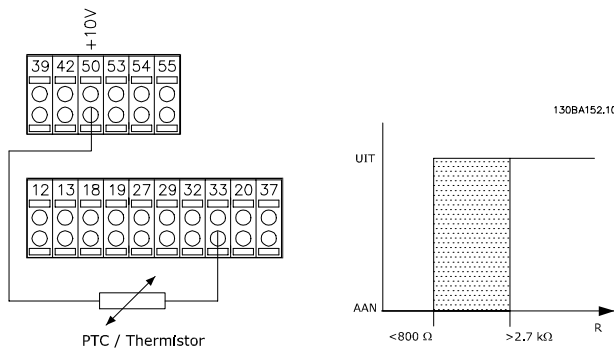 +10V
39 42 50 53 54 55
12 13 18 19 27 29 32 33 20 37
PTC / Thermistor
130BA152.10
UIT
AAN
<800 Ω >2.7 kΩ R